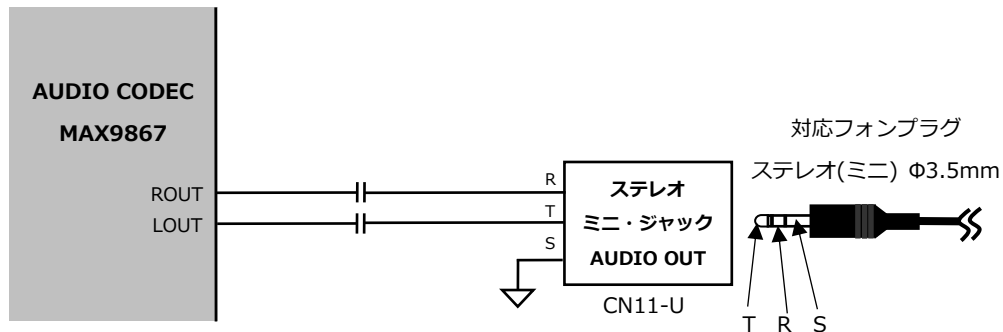 AUDIO CODEC
MAX9867
ROUT
LOUT
R
T
S
ステレオ
ミニ・ジャック
AUDIO OUT
CN11-U
対応フォンプラグ
ステレオ(ミニ) Φ3.5mm
T R S